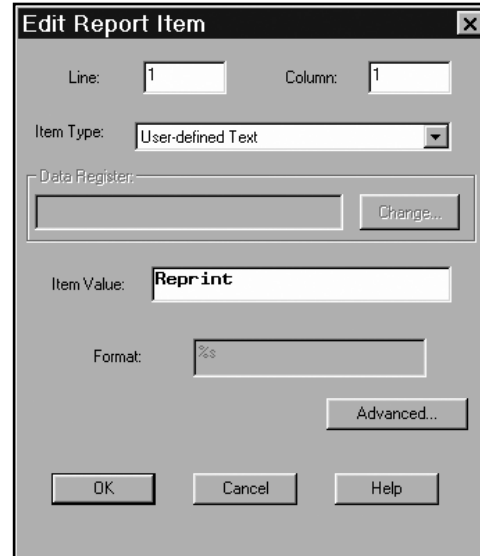 Edit Report Item
Line: 1 Column: 1
Item Type: User-defined Text
Data Register:
Change...
Item Value: Reprint
Format: %s
Advanced...
OK Cancel Help